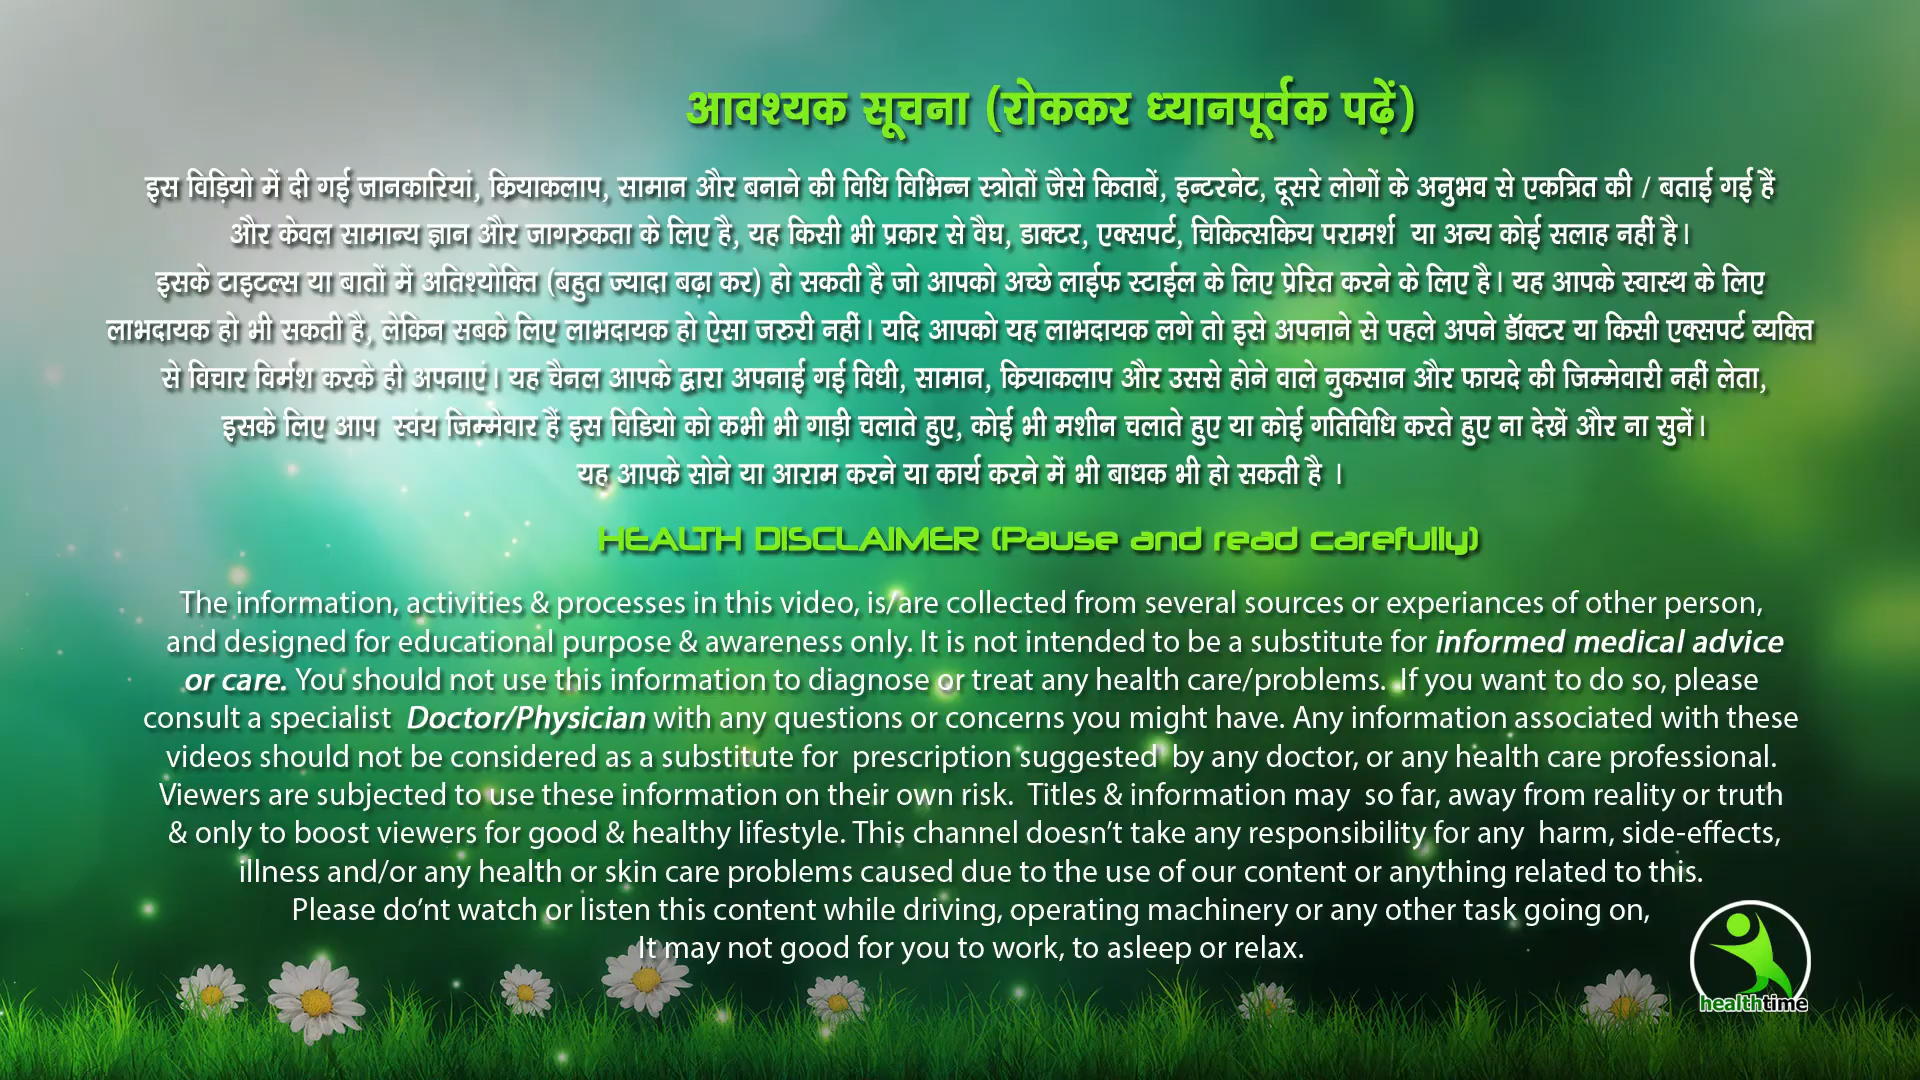 आवश्यक सूचना (रोककर ध्यानपूर्वक पढ़ें)
इस विड़ियो में दी गई जानकारियां, क्रियाकलाप, सामान और बनाने की विधि विभिन्न स्त्रोतों जैसे किताबें, इन्टरनेट, दूसरे लोगों के अनुभव से एकत्रित की / बताई गई हैं
और केवल सामान्य ज्ञान और जागरुकता के लिए है, यह किसी भी प्रकार से वैघ, डाक्टर, एक्सपर्ट, चिकित्सकिय परामर्श या अन्य कोई सलाह नहीं है।
इसके टाइटल्स या बातों में अतिश्योक्ति (बहुत ज्यादा बढ़ा कर) हो सकती है जो आपको अच्छे लाईफ स्टाईल के लिए प्रेरित करने के लिए है। यह आपके स्वास्थ के लिए
लाभदायक हो भी सकती है, लेकिन सबके लिए लाभदायक हो ऐसा जरुरी नहीं। यदि आपको यह लाभदायक लगे तो इसे अपनाने से पहले अपने डॉक्टर या किसी एक्सपर्ट व्यक्ति
से विचार विर्मश करके ही अपनाएं। यह चैनल आपके द्वारा अपनाई गई विधी, सामान, क्रियाकलाप और उससे होने वाले नुकसान और फायदे की जिम्मेवारी नहीं लेता,
इसके लिए आप स्वंय जिम्मेवार हैं इस विडियो को कभी भी गाड़ी चलाते हुए, कोई भी मशीन चलाते हुए या कोई गतिविधि करते हुए ना देखें और ना सुनें।
यह आपके सोने या आराम करने या कार्य करने में भी बाधक भी हो सकती है ।
HEALTH DISCLAIMER (Pause and read carefully)
The information, activities & processes in this video, is/are collected from several sources or experiances of other person,
and designed for educational purpose & awareness only. It is not intended to be a substitute for informed medical advice
or care. You should not use this information to diagnose or treat any health care/problems. If you want to do so, please
consult a specialist Doctor/Physician with any questions or concerns you might have. Any information associated with these
videos should not be considered as a substitute for prescription suggested by any doctor, or any health care professional.
Viewers are subjected to use these information on their own risk. Titles & information may so far, away from reality or truth
& only to boost viewers for good & healthy lifestyle. This channel doesn't take any responsibility for any harm, side-effects,
illness and/or any health or skin care problems caused due to the use of our content or anything related to this.
Please do'nt watch or listen this content while driving, operating machinery or any other task going on,
It may not good for you to work, to asleep or relax.
healthtime